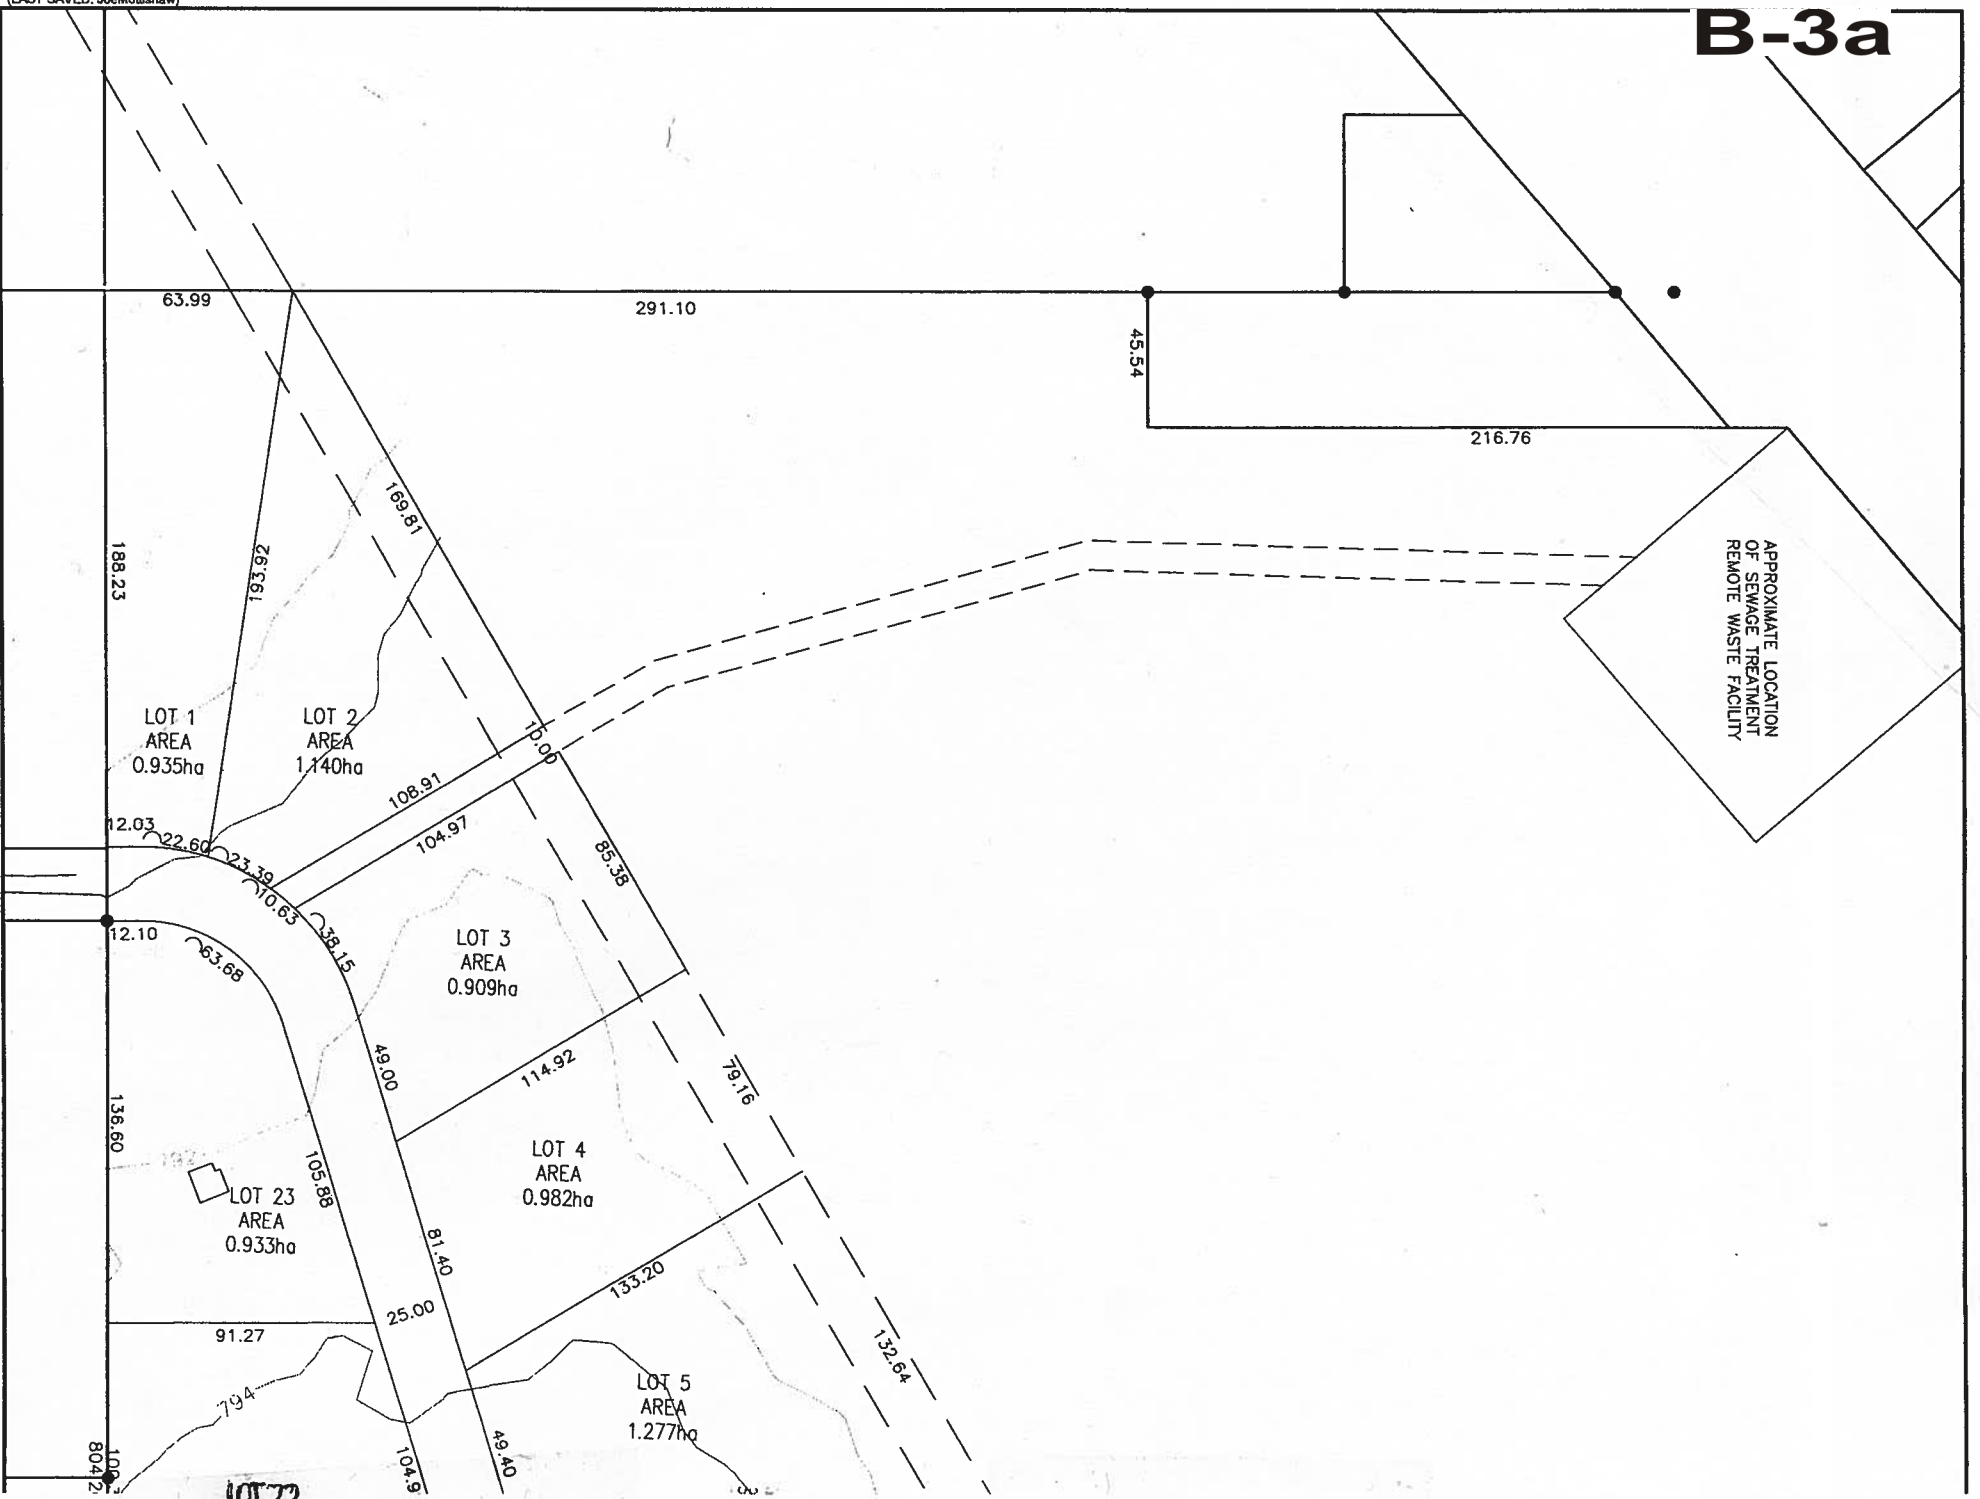 B-3a
63.99
291.10
45.54
216.76
169.81
188.23
193.92
APPROXIMATE LOCATION
OF SEWAGE TREATMENT
REMOTE WASTE FACILITY
LOT 1
AREA
0.935ha
LOT 2
AREA
1.140ha
10.00
108.91
104.97
12.03
22.60
23.39
10.63
38.15
85.38
12.10
63.68
LOT 3
AREA
0.909ha
49.00
114.92
79.16
136.60
105.88
792
LOT 4
AREA
0.982ha
LOT 23
AREA
0.933ha
81.40
133.20
25.00
91.27
132.64
794
LOT 5
AREA
1.277ha
49.40
104.9
804.2